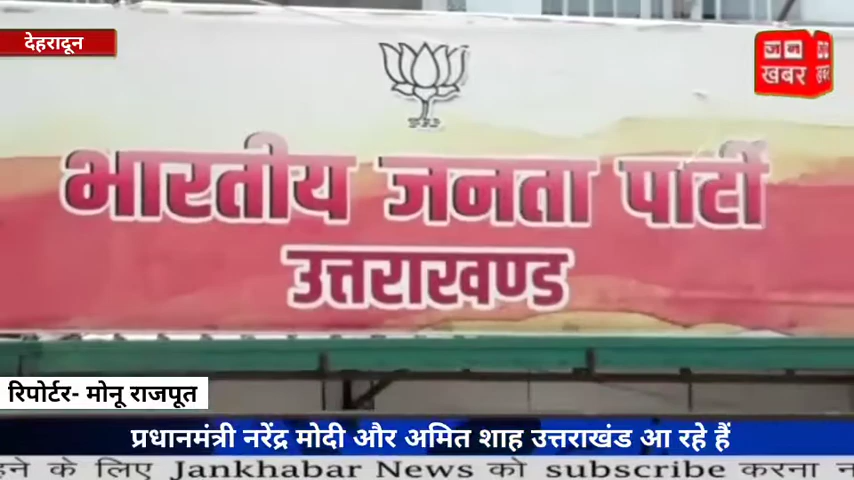 देहरादून
जन
खबर
BJP
भारतीय जनता पार्टी
उत्तराखण्ड
रिपोर्टर- मोनू राजपूत
प्रधानमंत्री नरेंद्र मोदी और अमित शाह उत्तराखंड आ रहे हैं
के लिए Jankhabar News को subscribe करना